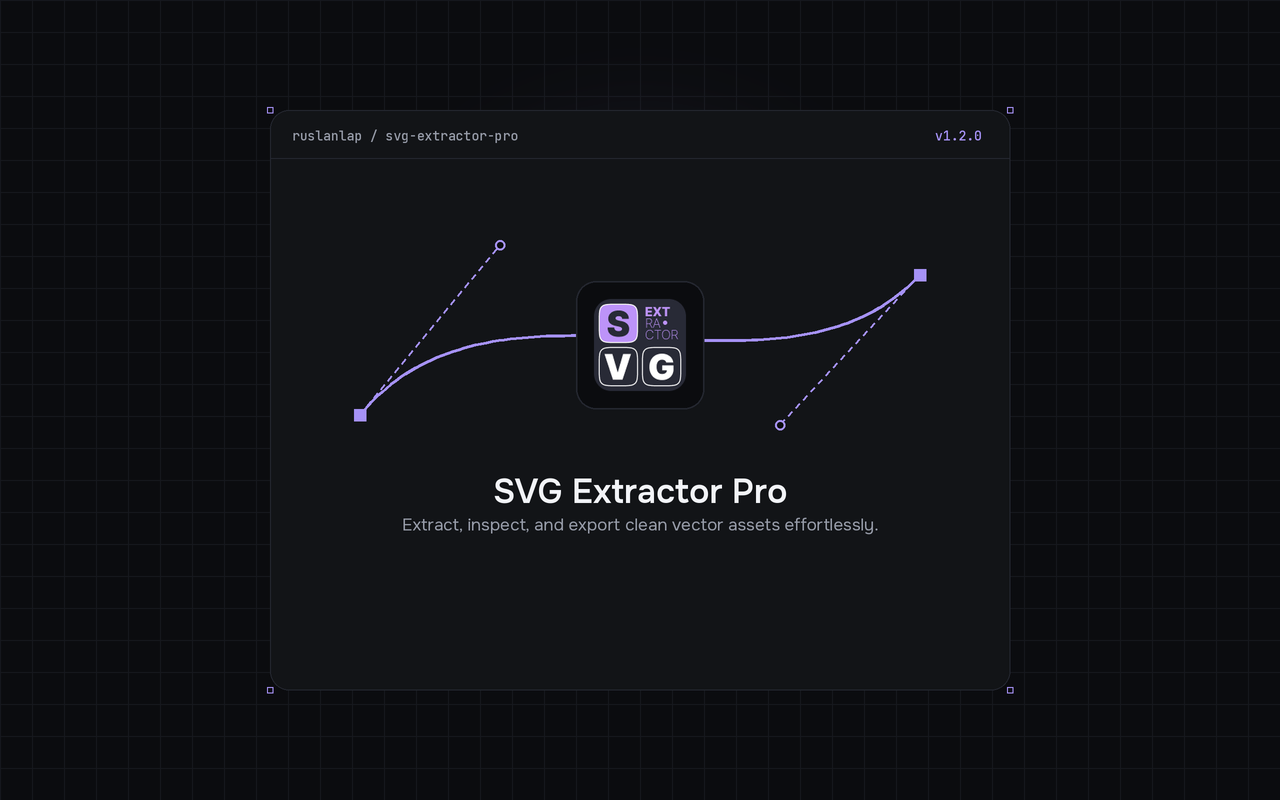 ruslanlap / svg-extractor-pro
v1.2.0
S
EXT
RA•
CTOR
V G
SVG Extractor Pro
Extract, inspect, and export clean vector assets effortlessly.